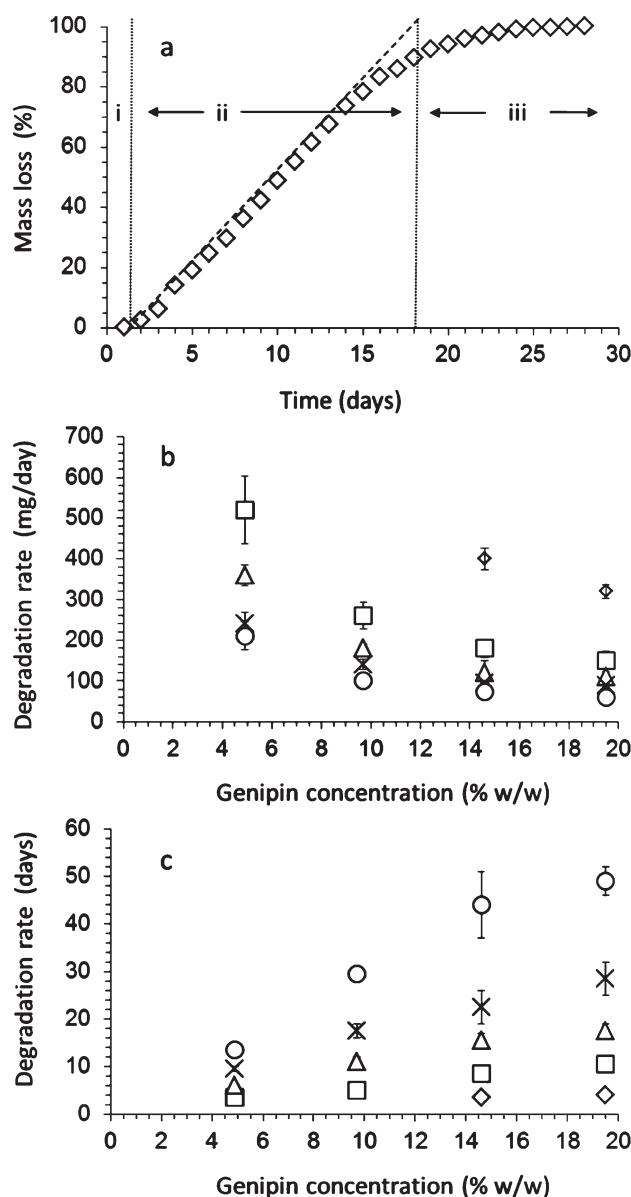 100
a
80
i ii iii
60
40
20
0
Mass loss (%)
0 5 10 15 20 25 30
Time (days)
700
b
600
500
400
300
200
100
0
Degradation rate (mg/day)
0 2 4 6 8 10 12 14 16 18 20
Genipin concentration (% w/w)
60
c
50
40
30
20
10
0
Degradation rate (days)
0 2 4 6 8 10 12 14 16 18 20
Genipin concentration (% w/w)